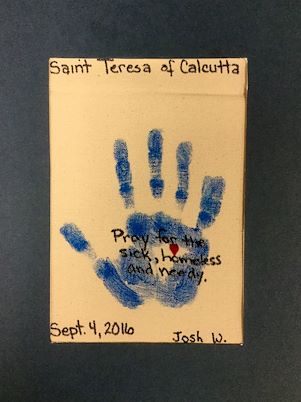 Saint Teresa of Calcutta
Pray for the
sick, homeless
and needy.
Sept. 4, 2016
Josh W.